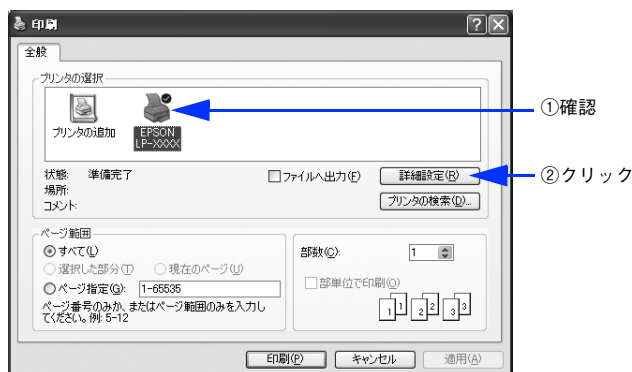 印刷
全般
プリンタの選択
プリンタの追加
EPSON
LP-XXXX
①確認
状態: 準備完了
ファイルへ出力(F)
詳細設定(R)
②クリック
場所:
コメント:
プリンタの検索(D)...
ページ範囲
すべて(L)
選択した部分(T) 現在のページ(U)
ページ指定(G): 1-65535
ページ番号のみか、またはページ範囲のみを入力し
てください。例: 5-12
部数(C): 1
部単位で印刷(O)
1 1 2 2 3 3
印刷(P) キャンセル 適用(A)